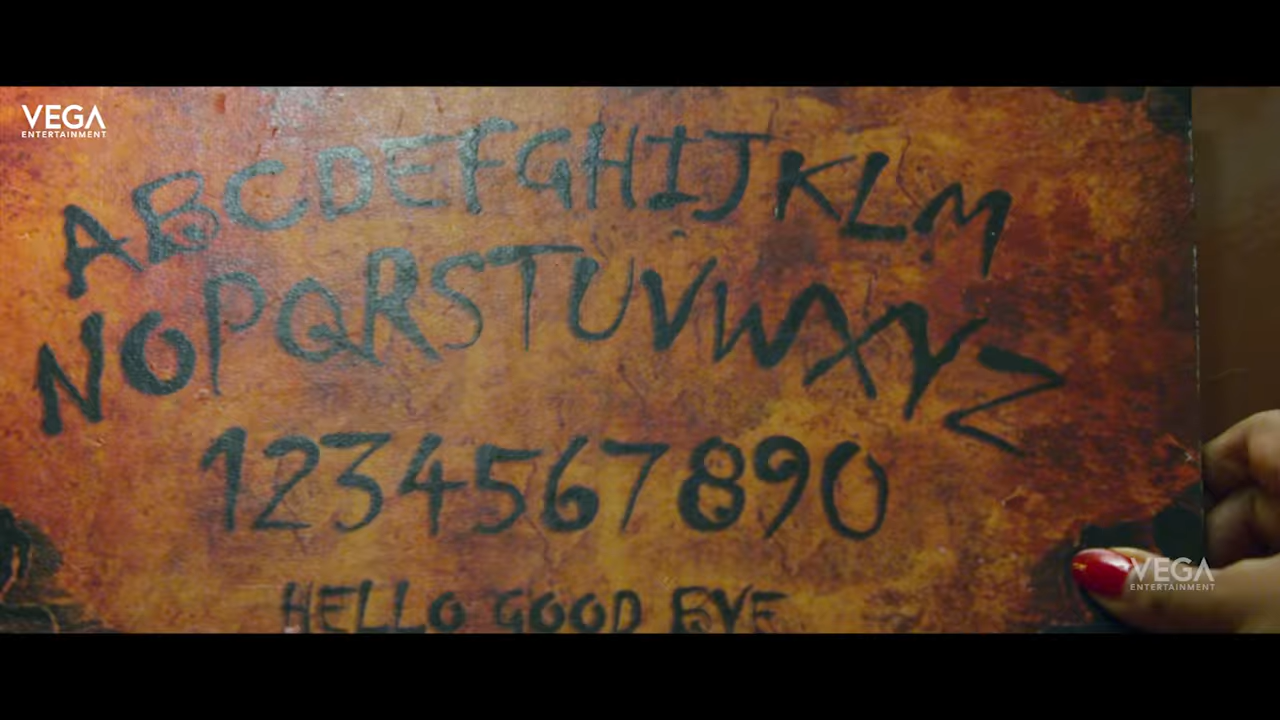 VEGA
ENTERTAINMENT
ABCDEFGHIJKLM
NOPQRSTUVWXYZ
1234567890
HELLO GOOD BYE
VEGA
ENTERTAINMENT